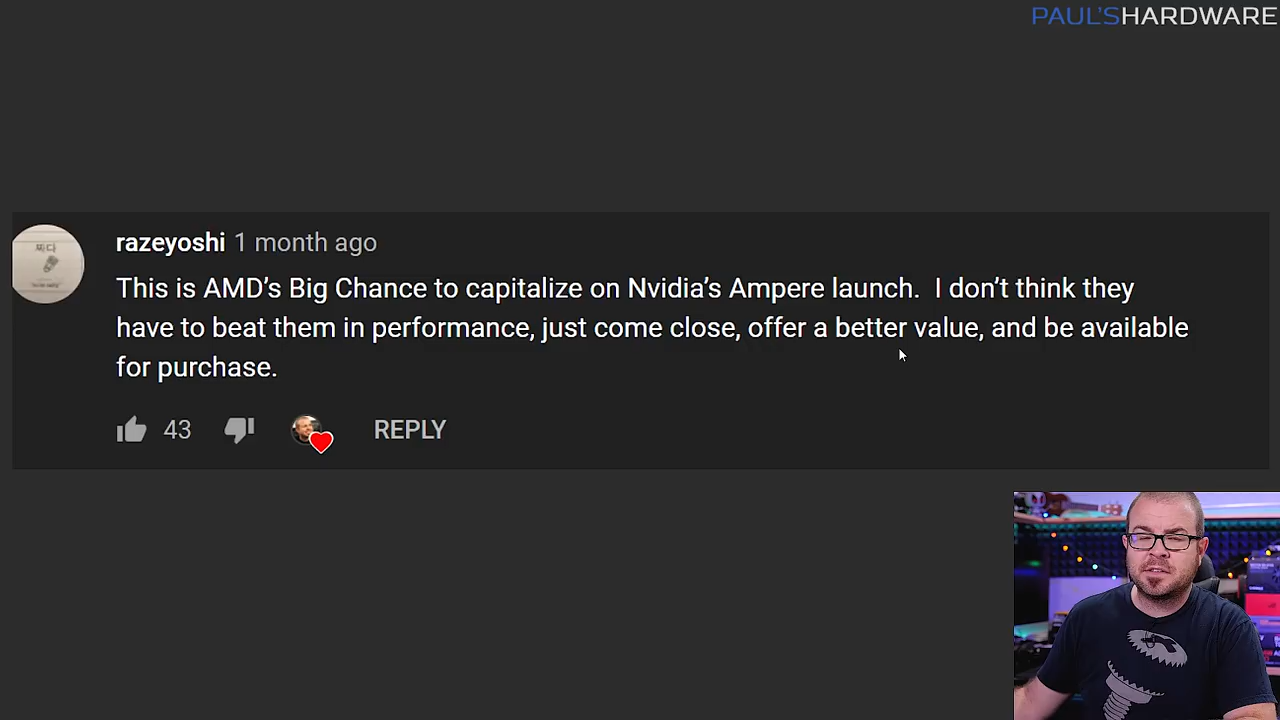 PAUL'SHARDWARE
razeyoshi 1 month ago
This is AMD’s Big Chance to capitalize on Nvidia’s Ampere launch.  I don’t think they
have to beat them in performance, just come close, offer a better value, and be available
for purchase.
43
REPLY